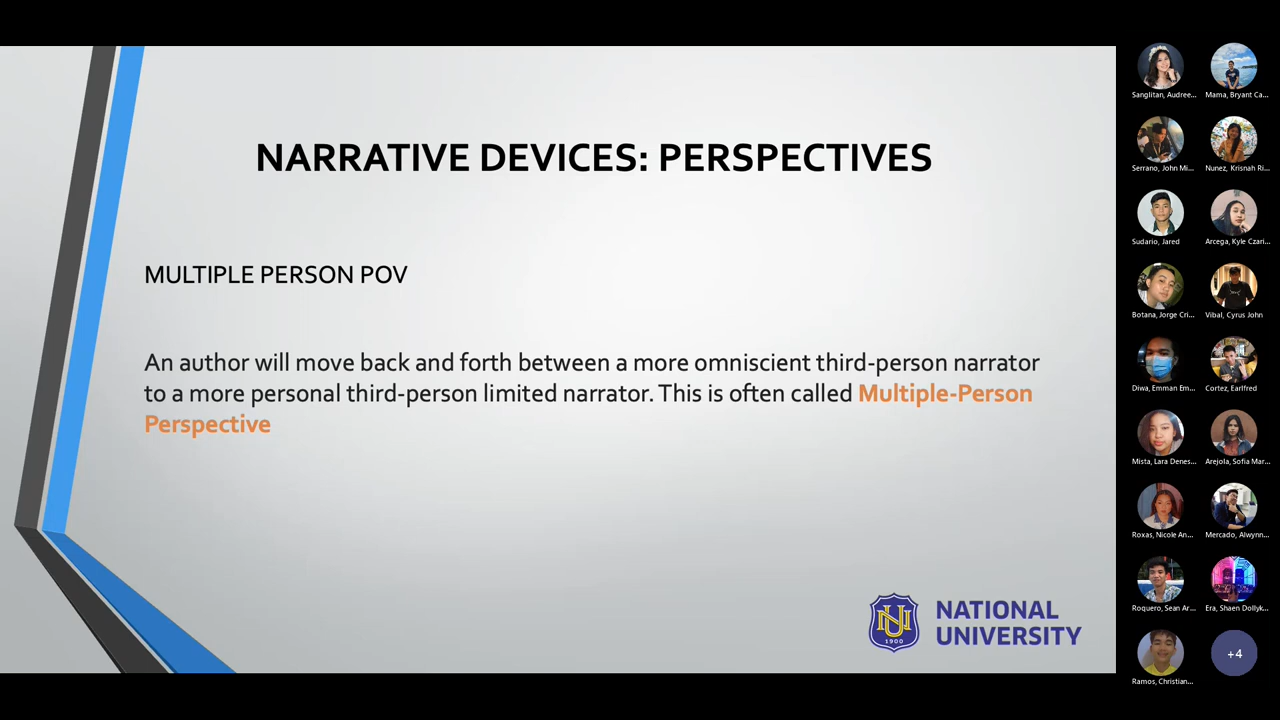 NARRATIVE DEVICES: PERSPECTIVES
MULTIPLE PERSON POV
An author will move back and forth between a more omniscient third-person narrator
to a more personal third-person limited narrator. This is often called Multiple-Person
Perspective
NU
1900
NATIONAL
UNIVERSITY
Sanglitan, Audree...
Mama, Bryant Ca...
Serrano, John Mi...
Nunez, Krisnah Ri...
Sudario, Jared
Arcega, Kyle Czari...
Botana, Jorge Cri...
Vibal, Cyrus John
Diwa, Emman Em...
Cortez, Earlfred
Mista, Lara Denes...
Arejola, Sofia Mar...
Roxas, Nicole An...
Mercado, Alwynn...
Roquero, Sean Ar...
Era, Shaen Dollyk...
Ramos, Christian...
+4